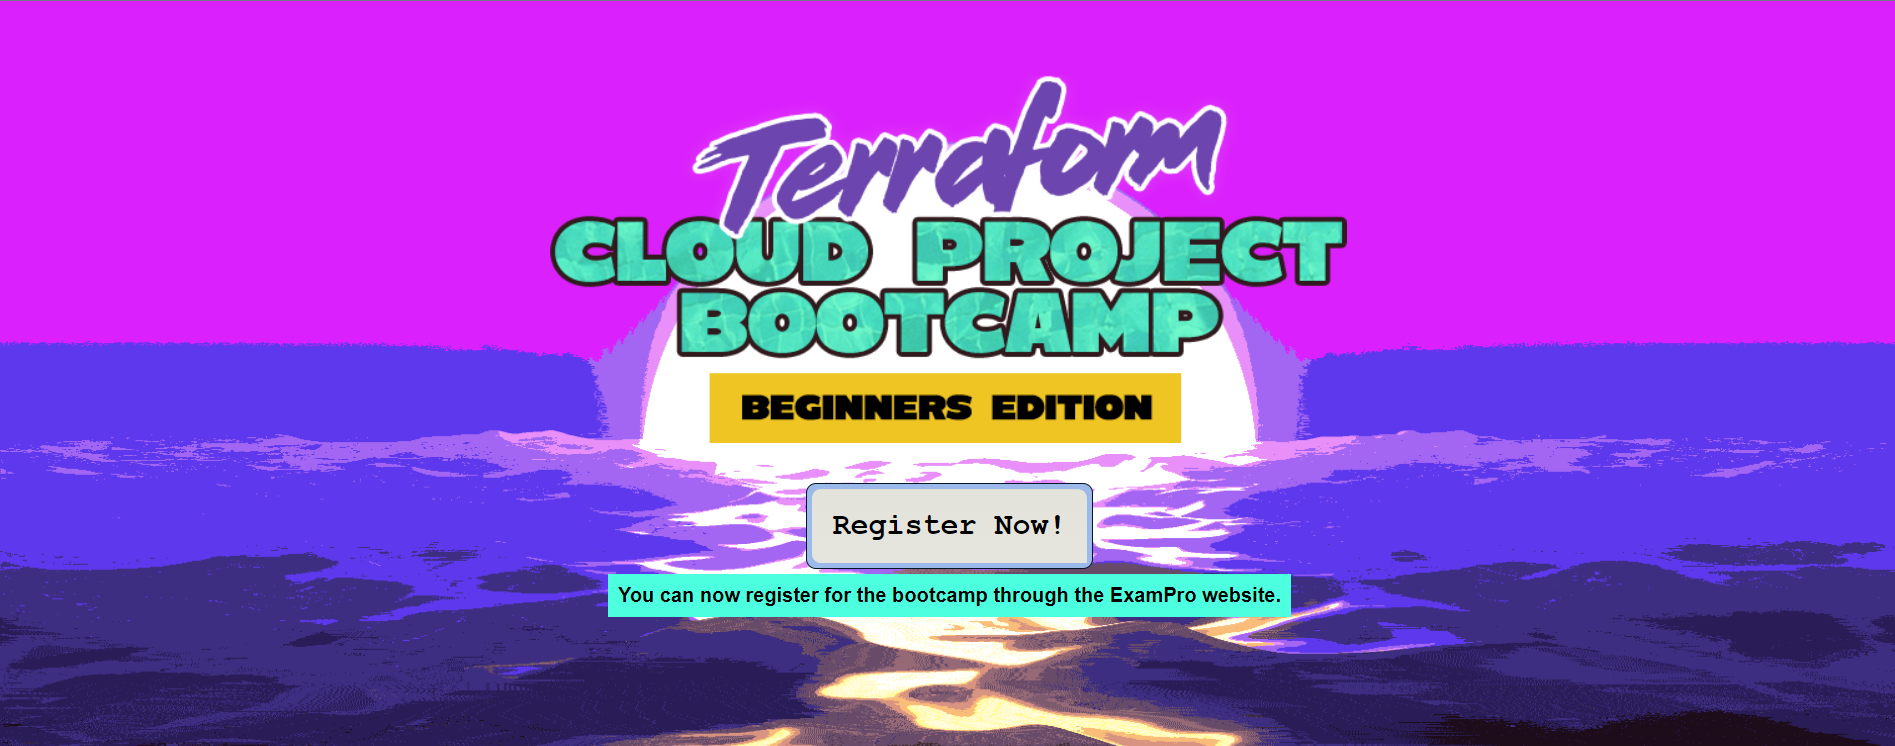 Terraform
CLOUD PROJECT
BOOTCAMP
BEGINNERS EDITION
Register Now!
You can now register for the bootcamp through the ExamPro website.